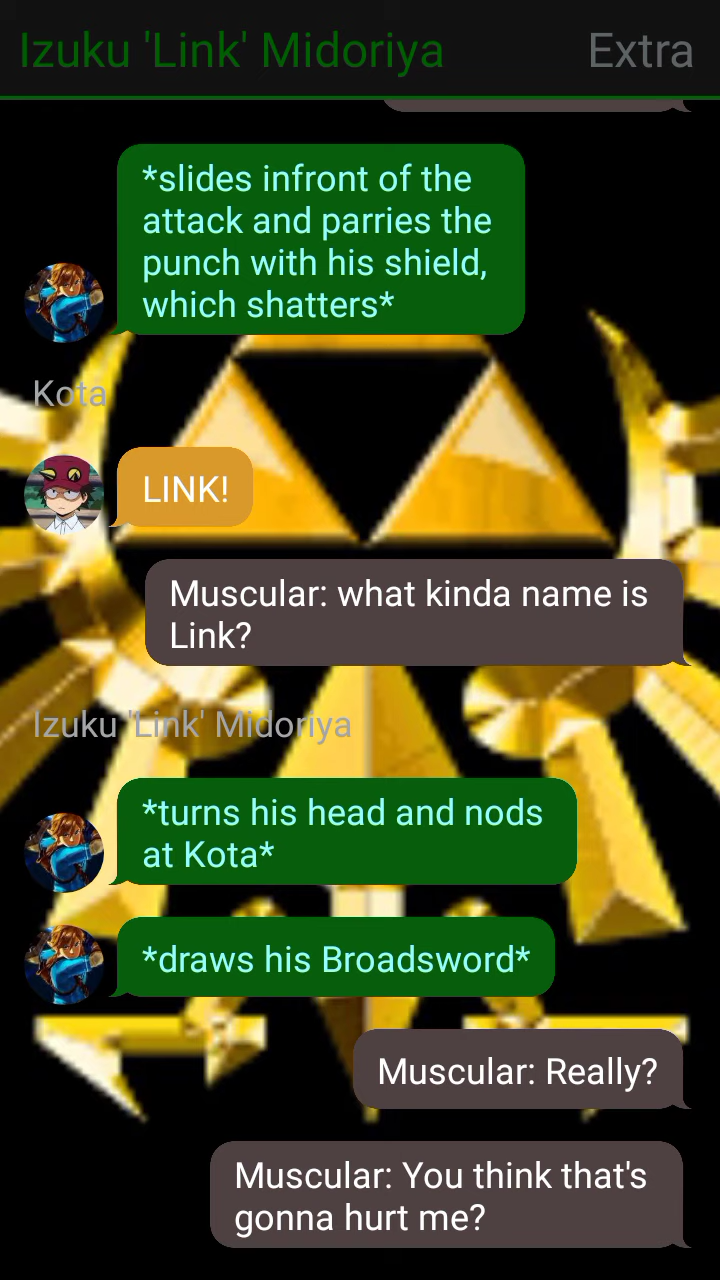 Izuku 'Link' Midoriya
Extra
*slides infront of the
attack and parries the
punch with his shield,
which shatters*
Kota
LINK!
Muscular: what kinda name is
Link?
Izuku 'Link' Midoriya
*turns his head and nods
at Kota*
*draws his Broadsword*
Muscular: Really?
Muscular: You think that's
gonna hurt me?